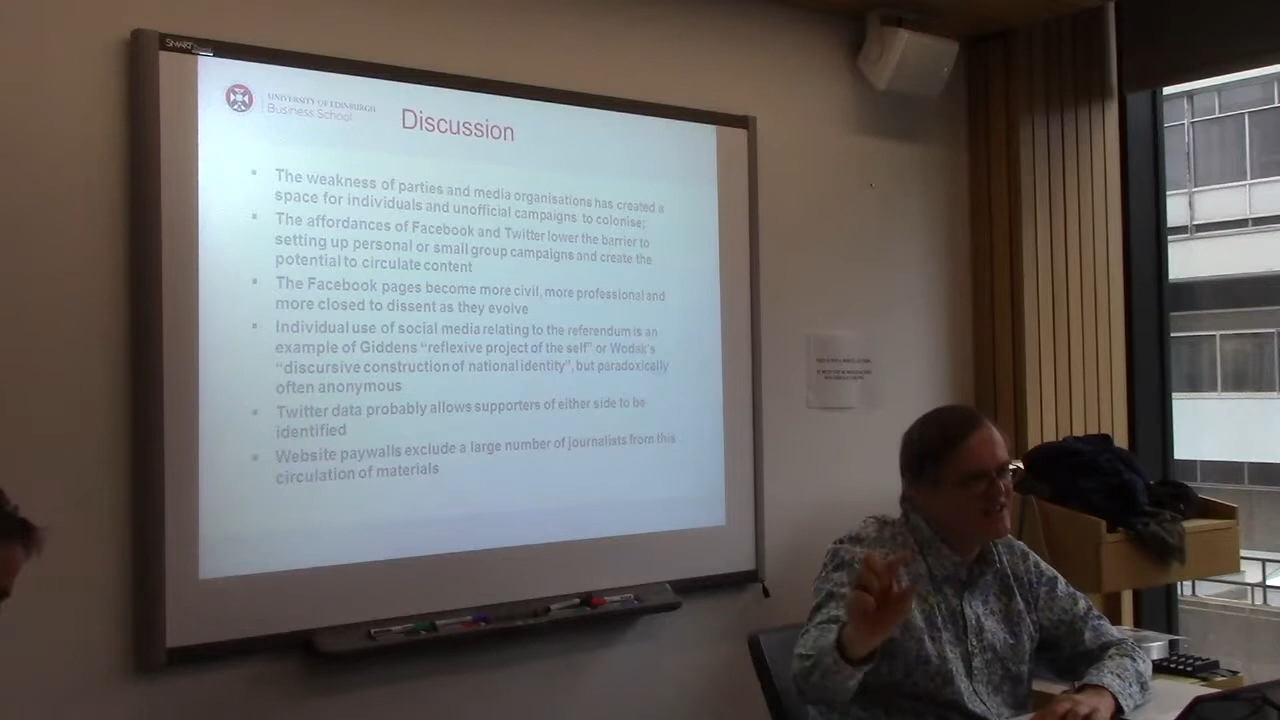 SMART
UNIVERSITY OF EDINBURGH
Business School
Discussion
The weakness of parties and media organisations has created a
space for individuals and unofficial campaigns to colonise;
The affordances of Facebook and Twitter lower the barrier to
setting up personal or small group campaigns and create the
potential to circulate content
The Facebook pages become more civil, more professional and
more closed to dissent as they evolve
Individual use of social media relating to the referendum is an
example of Giddens “reflexive project of the self” or Wodak's
“discursive construction of national identity”, but paradoxically
often anonymous
Twitter data probably allows supporters of either side to be
identified
Website paywalls exclude a large number of journalists from this
circulation of materials